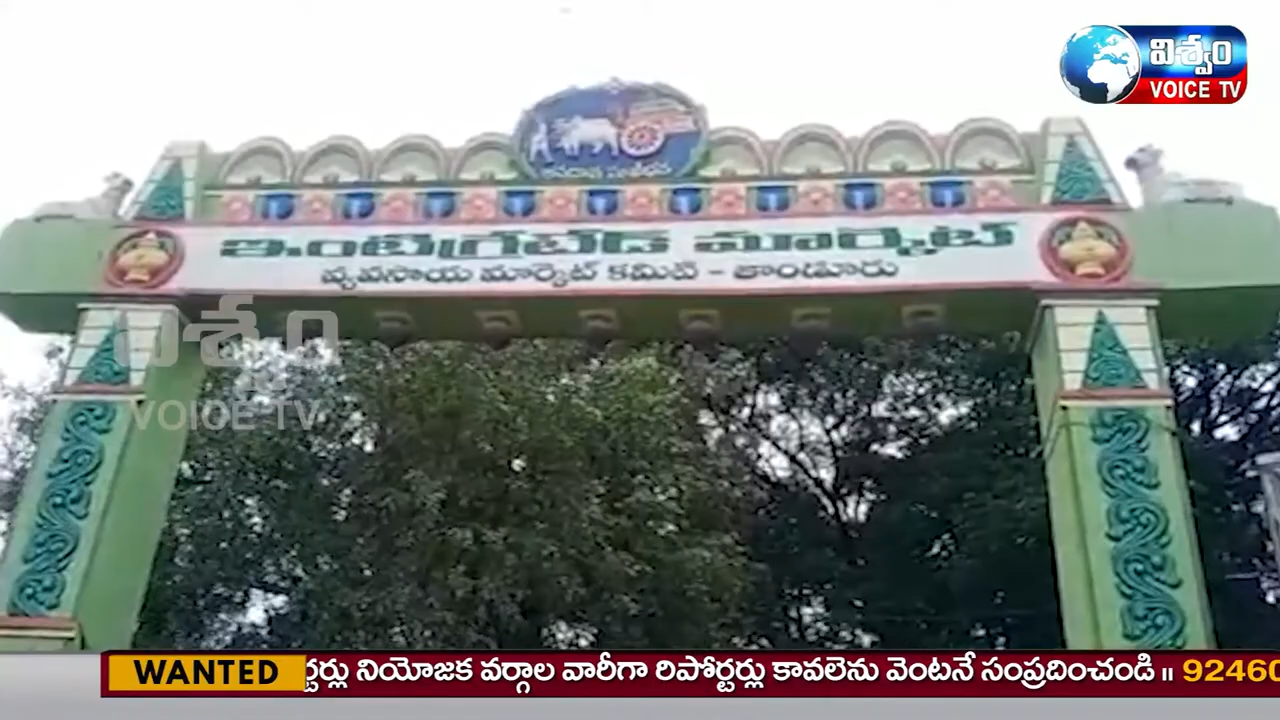 విశ్వం
VOICE TV
ఇంటిగ్రేటెడ్ మార్కెట్
వ్యవసాయ మార్కెట్ కమిటి - తాండూరు
విశ్వం
VOICE TV
WANTED
ర్టర్లు నియోజక వర్గాల వారీగా రిపోర్టర్లు కావలెను వెంటనే సంప్రదించండి ॥ 92460